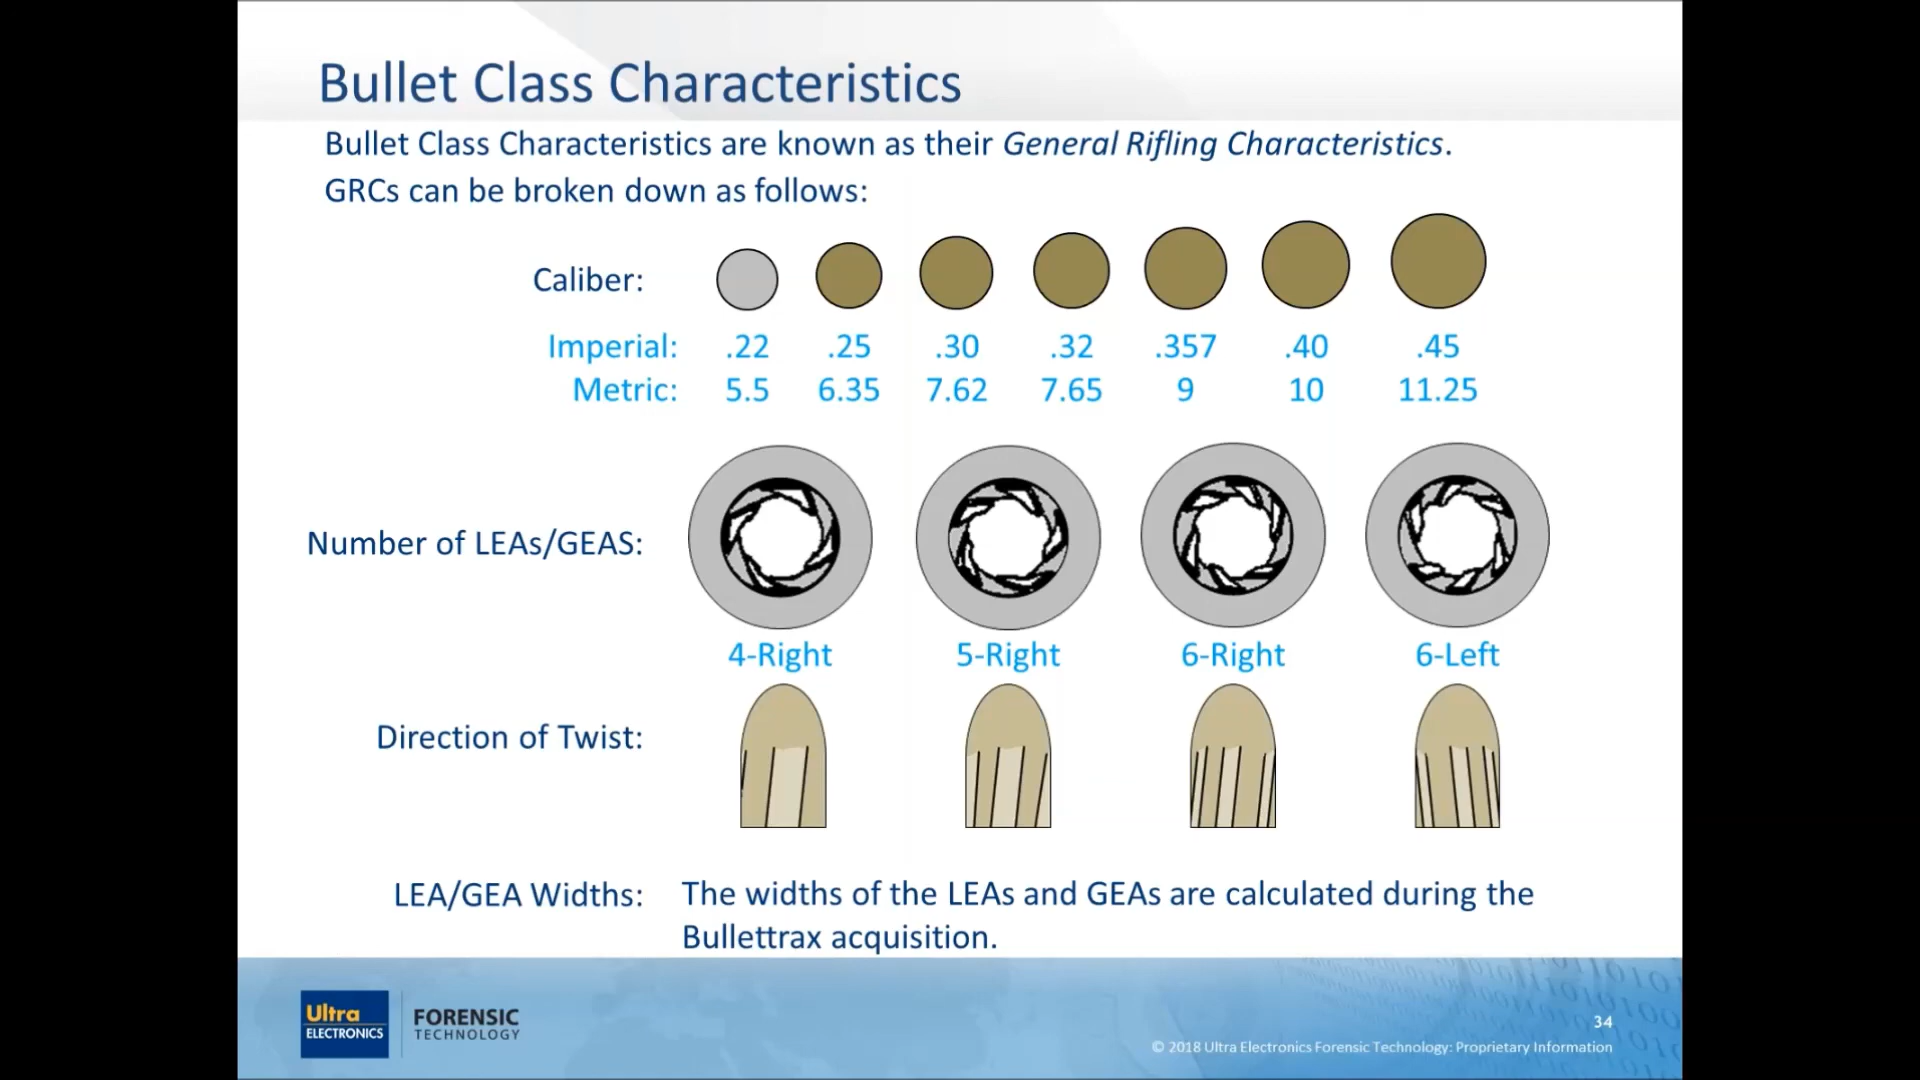 Bullet Class Characteristics
Bullet Class Characteristics are known as their General Rifling Characteristics.
GRCs can be broken down as follows:
Caliber:
Imperial: .22 .25 .30 .32 .357 .40 .45
Metric: 5.5 6.35 7.62 7.65 9 10 11.25
Number of LEAs/GEAS:
4-Right 5-Right 6-Right 6-Left
Direction of Twist:
LEA/GEA Widths: The widths of the LEAs and GEAs are calculated during the
Bullettrax acquisition.
Ultra
ELECTRONICS
FORENSIC
TECHNOLOGY
34
© 2018 Ultra Electronics Forensic Technology: Proprietary Information